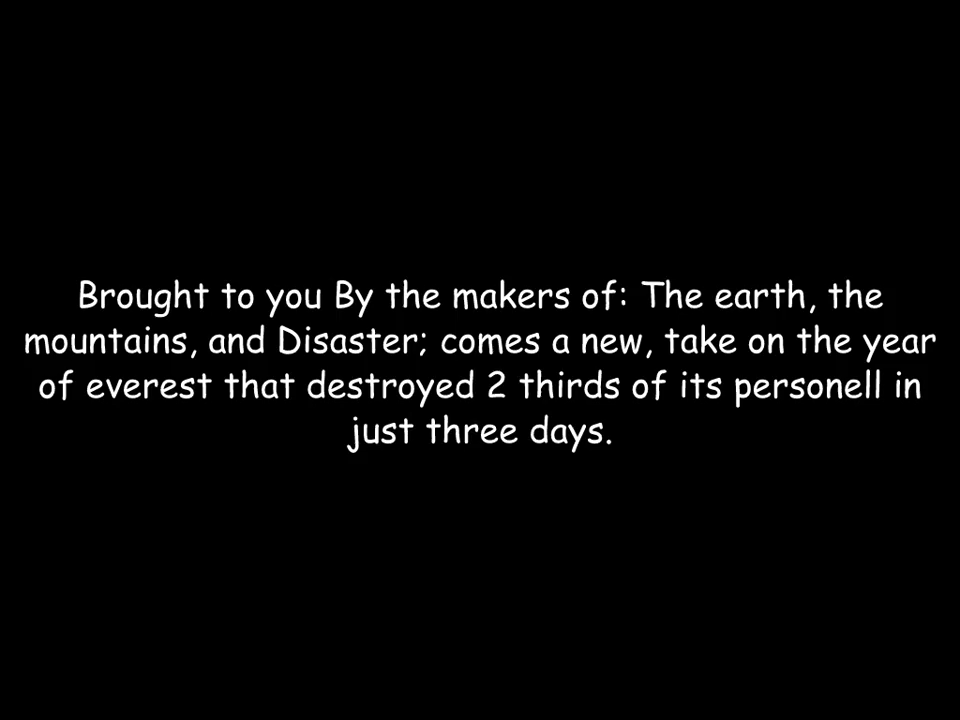 Brought to you By the makers of: The earth, the
mountains, and Disaster; comes a new, take on the year
of everest that destroyed 2 thirds of its personell in
just three days.